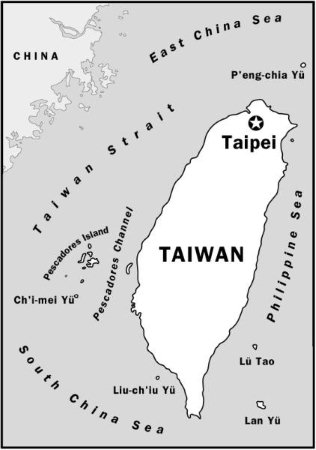 East China Sea
CHINA
P'eng-chia Yü
Taiwan Strait
Taipei
Philippine Sea
Pescadores Island
Pescadores Channel
TAIWAN
Ch'i-mei Yü
South China Sea
Lü Tao
Liu-ch'iu Yü
Lan Yü